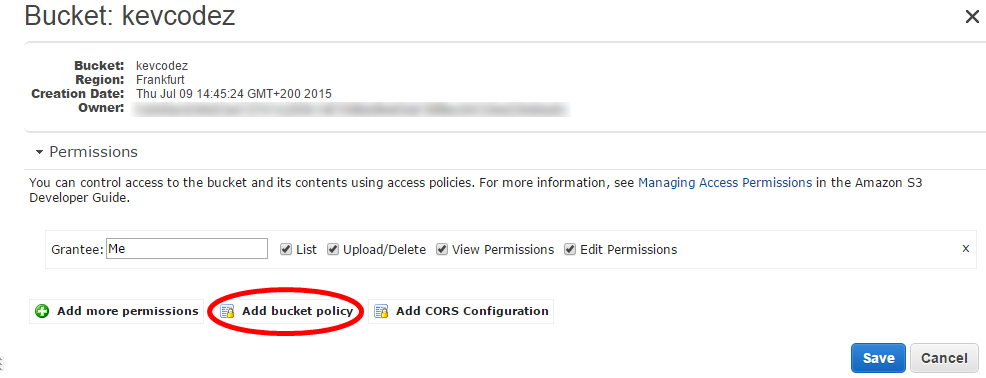 Bucket: kevcodez
Bucket: kevcodez
Region: Frankfurt
Creation Date: Thu Jul 09 14:45:24 GMT+200 2015
Owner:
Permissions
You can control access to the bucket and its contents using access policies. For more information, see Managing Access Permissions in the Amazon S3
Developer Guide.
Grantee: Me List Upload/Delete View Permissions Edit Permissions x
Add more permissions Add bucket policy Add CORS Configuration
Save Cancel